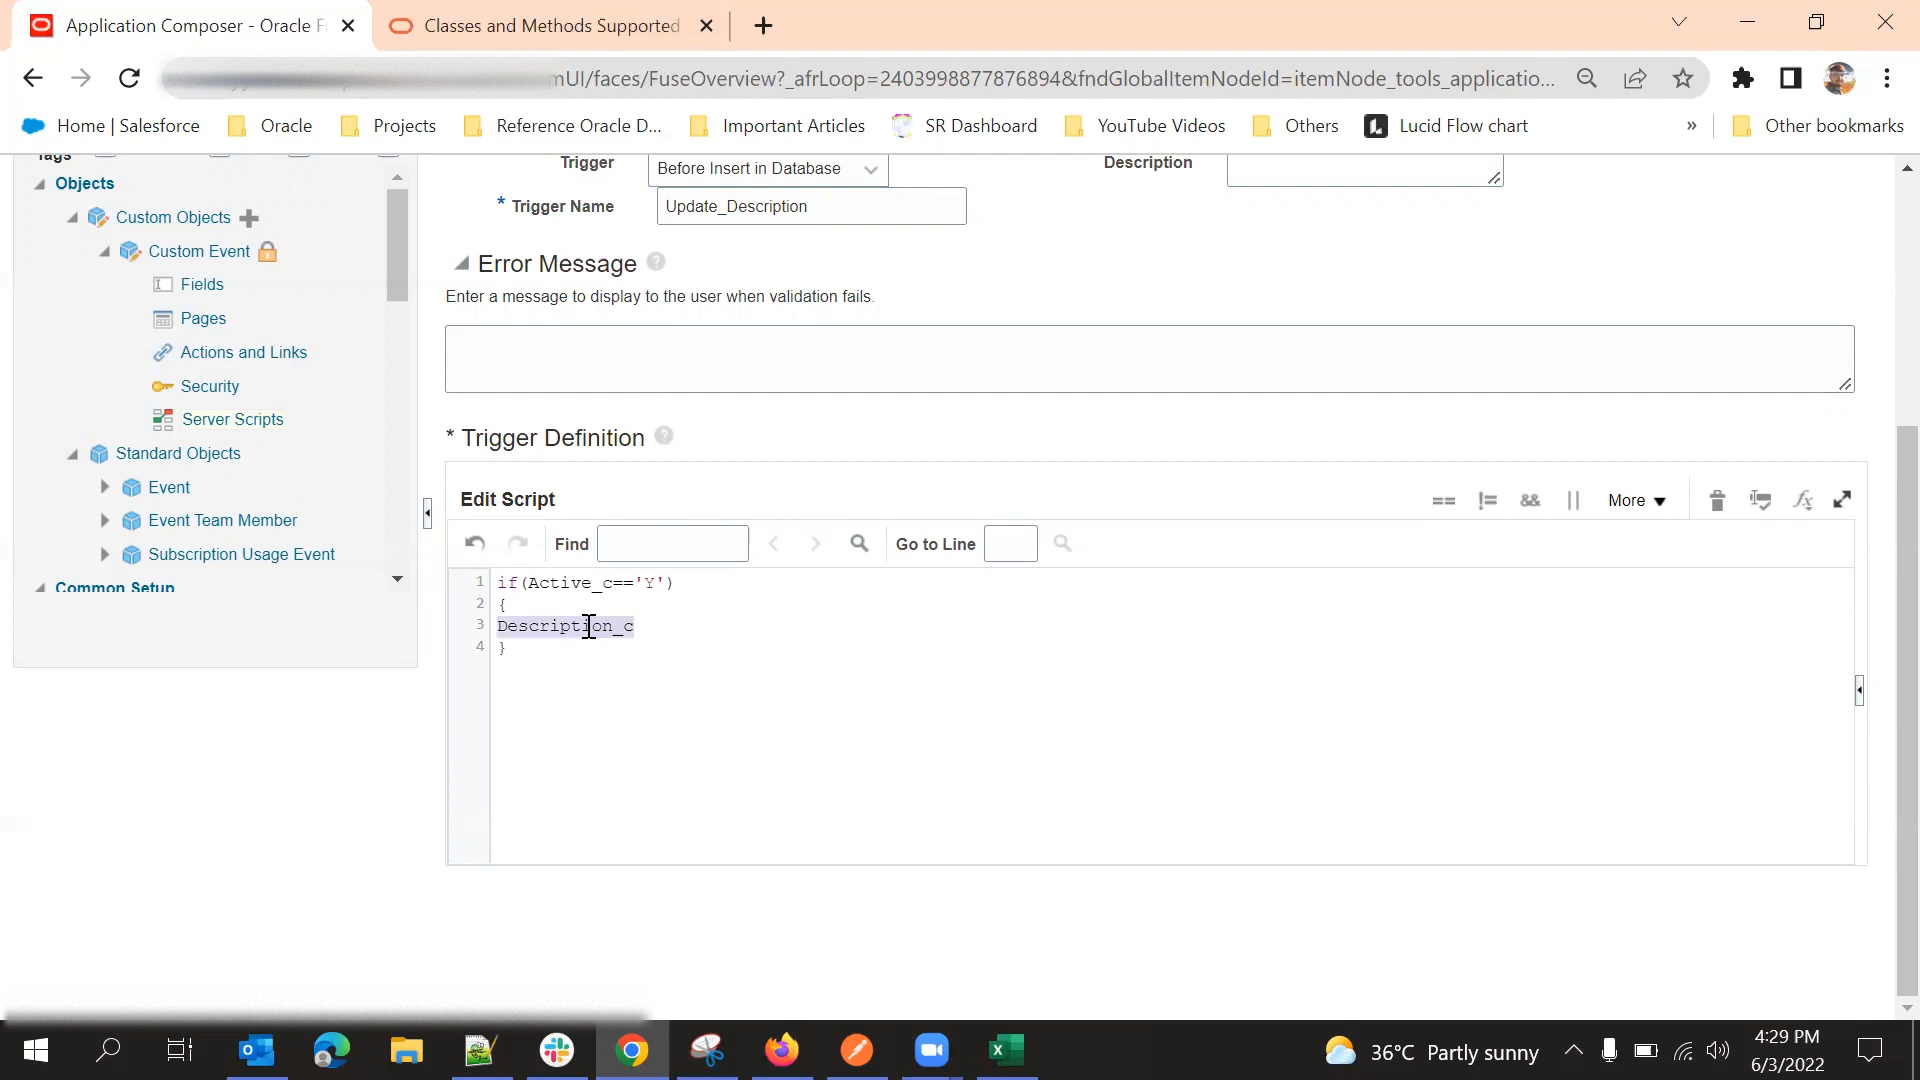 Application Composer - Oracle F
Classes and Methods Supported
mUI/faces/FuseOverview?_afrLoop=2403998877876894&fndGlobalItemNodeId=itemNode_tools_applicatio...
Home | Salesforce
Oracle
Projects
Reference Oracle D...
Important Articles
SR Dashboard
YouTube Videos
Others
Lucid Flow chart
»
Other bookmarks
Tags
Objects
Custom Objects
Custom Event
Fields
Pages
Actions and Links
Security
Server Scripts
Standard Objects
Event
Event Team Member
Subscription Usage Event
Common Setup
Trigger
Before Insert in Database
Description
* Trigger Name
Update_Description
Error Message
Enter a message to display to the user when validation fails.
* Trigger Definition
Edit Script
== != && || More
Find
Go to Line
1 if(Active_c=='Y')
2 {
3 Description_c
4 }
36°C Partly sunny
4:29 PM
6/3/2022